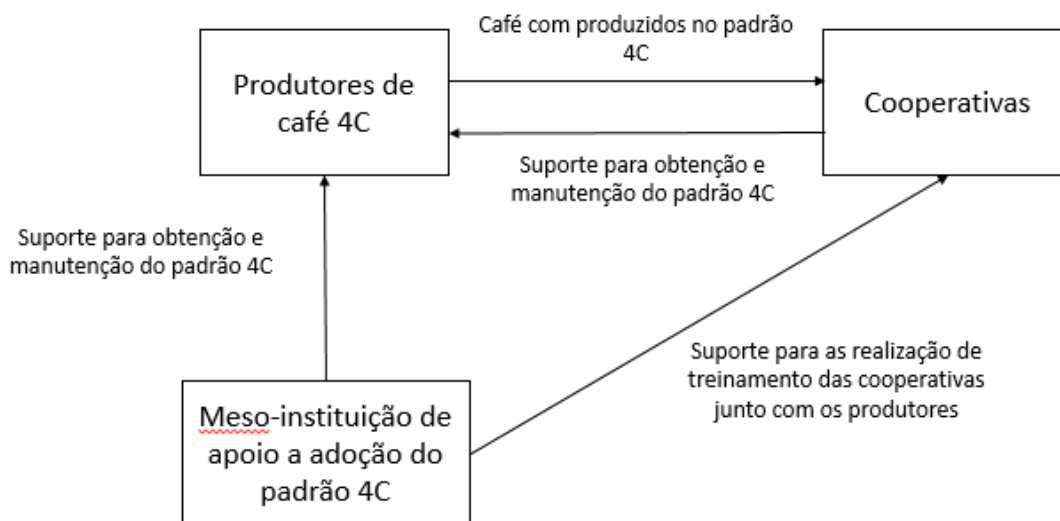 Café com produzidos no padrão
4C
Produtores de
café 4C
Cooperativas
Suporte para obtenção e
manutenção do padrão 4C
Suporte para obtenção e
manutenção do padrão 4C
Suporte para as realização de
treinamento das cooperativas
junto com os produtores
Meso-instituição de
apoio a adoção do
padrão 4C